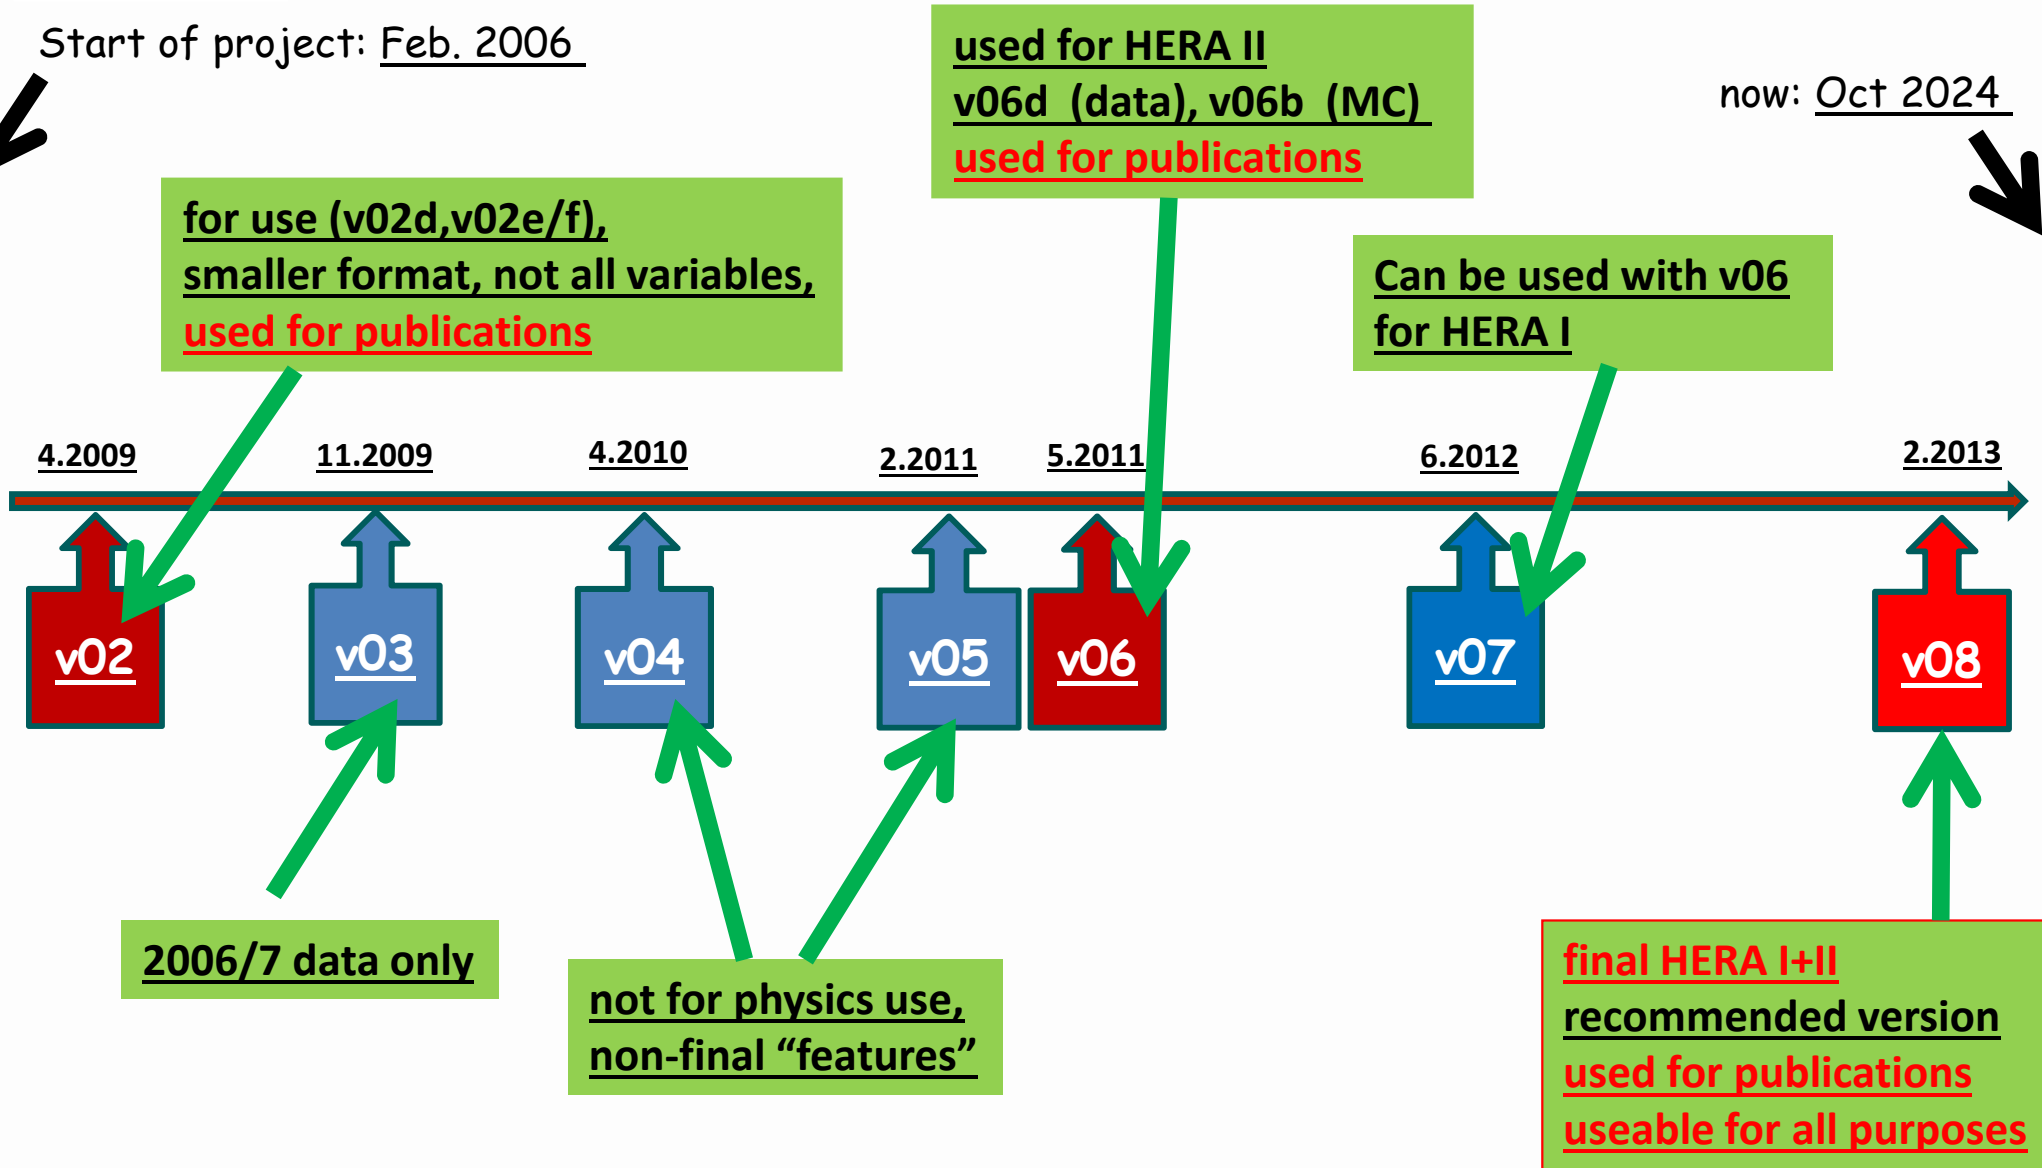 Start of project: Feb. 2006
used for HERA II
v06d (data), v06b (MC)
used for publications
now: Oct 2024
for use (v02d,v02e/f),
smaller format, not all variables,
used for publications
Can be used with v06
for HERA I
4.2009
11.2009
4.2010
2.2011
5.2011
6.2012
2.2013
v02
v03
v04
v05
v06
v07
v08
2006/7 data only
not for physics use,
non-final “features”
final HERA I+II
recommended version
used for publications
useable for all purposes